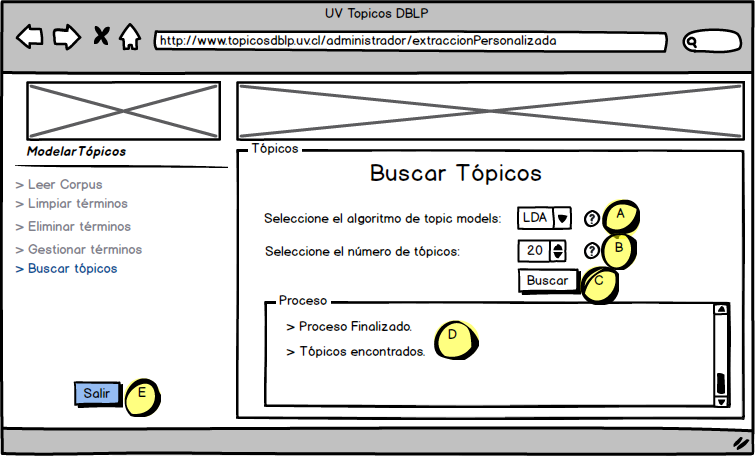 UV Topicos DBLP
http://www.topicosdblp.uv.cl/administrador/extraccionPersonalizada
Modelar Tópicos
> Leer Corpus
> Limpiar términos
> Eliminar términos
> Gestionar términos
> Buscar tópicos
Salir E
Tópicos
Buscar Tópicos
Seleccione el algoritmo de topic models: LDA ? A
Seleccione el número de tópicos: 20 ? B
Buscar C
Proceso
> Proceso Finalizado.
> Tópicos encontrados.
D